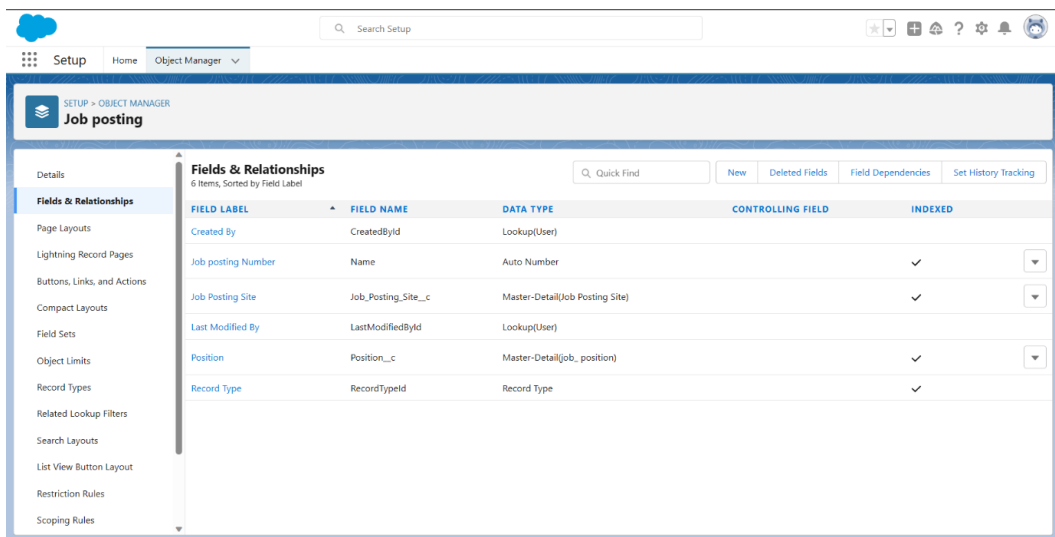 Search Setup
Setup Home Object Manager
SETUP > OBJECT MANAGER
Job posting
Details
Fields & Relationships
Page Layouts
Lightning Record Pages
Buttons, Links, and Actions
Compact Layouts
Field Sets
Object Limits
Record Types
Related Lookup Filters
Search Layouts
List View Button Layout
Restriction Rules
Scoping Rules
Fields & Relationships
6 Items, Sorted by Field Label
Quick Find New Deleted Fields Field Dependencies Set History Tracking
FIELD LABEL FIELD NAME DATA TYPE CONTROLLING FIELD INDEXED
Created By CreatedById Lookup(User)
Job posting Number Name Auto Number
Job Posting Site Job_Posting_Site__c Master-Detail(Job Posting Site)
Last Modified By LastModifiedById Lookup(User)
Position Position__c Master-Detail(job_ position)
Record Type RecordTypeId Record Type